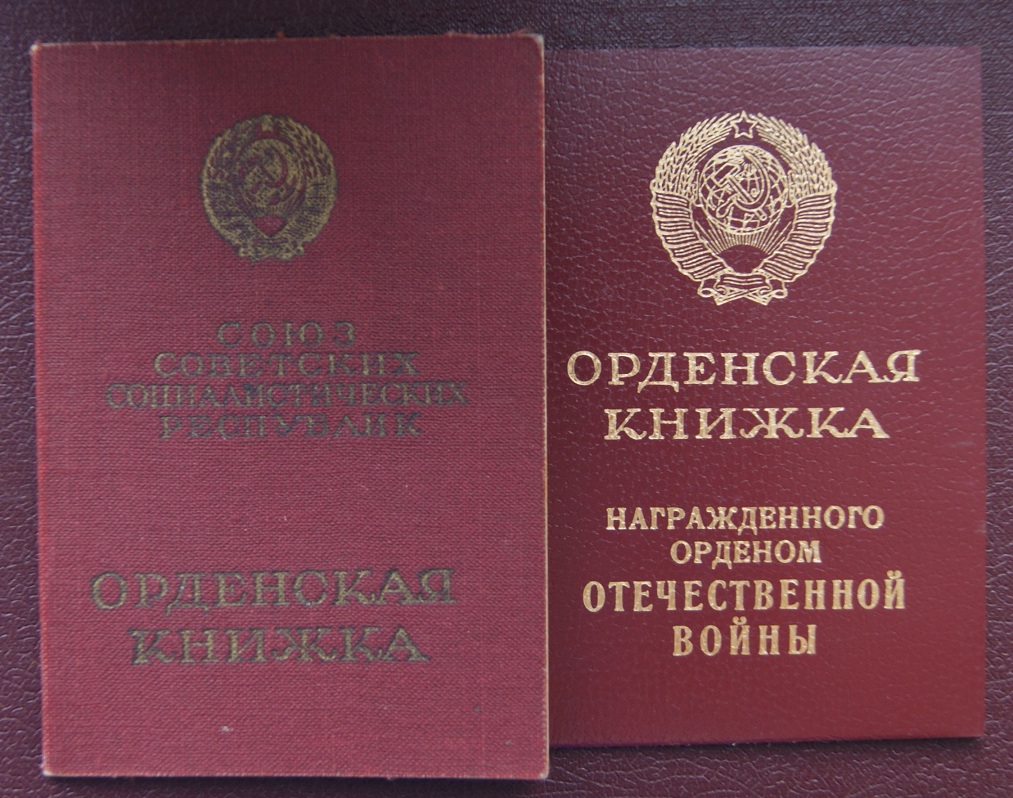 СОЮЗ
СОВЕТСКИХ
СОЦИАЛИСТИЧЕСКИХ
РЕСПУБЛИК
ОРДЕНСКАЯ
КНИЖКА
ОРДЕНСКАЯ
КНИЖКА
НАГРАЖДЕННОГО
ОРДЕНОМ
ОТЕЧЕСТВЕННОЙ
ВОЙНЫ